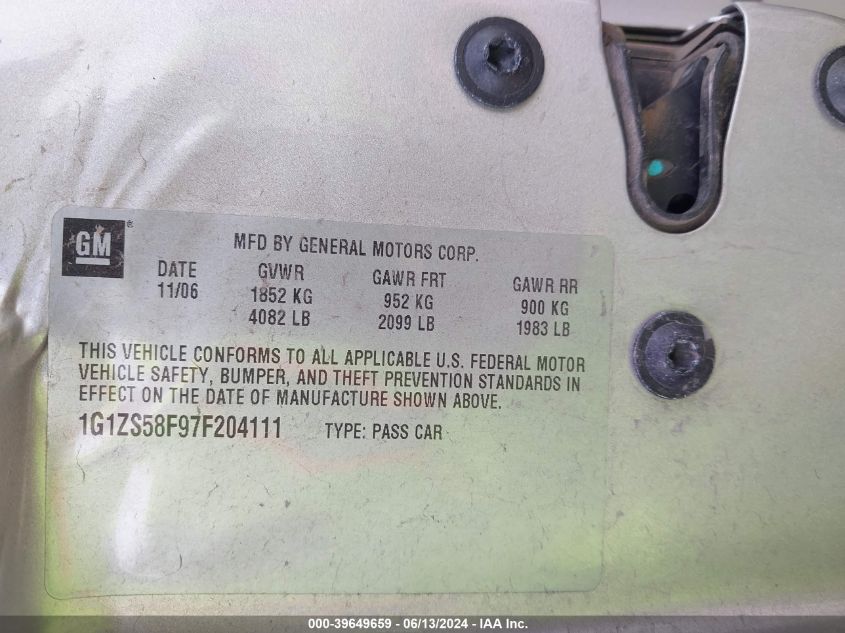 GM®
MFD BY GENERAL MOTORS CORP.
DATE GVWR GAWR FRT GAWR RR
11/06 1852 KG 952 KG 900 KG
4082 LB 2099 LB 1983 LB
THIS VEHICLE CONFORMS TO ALL APPLICABLE U.S. FEDERAL MOTOR
VEHICLE SAFETY, BUMPER, AND THEFT PREVENTION STANDARDS IN
EFFECT ON THE DATE OF MANUFACTURE SHOWN ABOVE.
1G1ZS58F97F204111 TYPE: PASS CAR
000-39649659 - 06/13/2024 - IAA Inc.